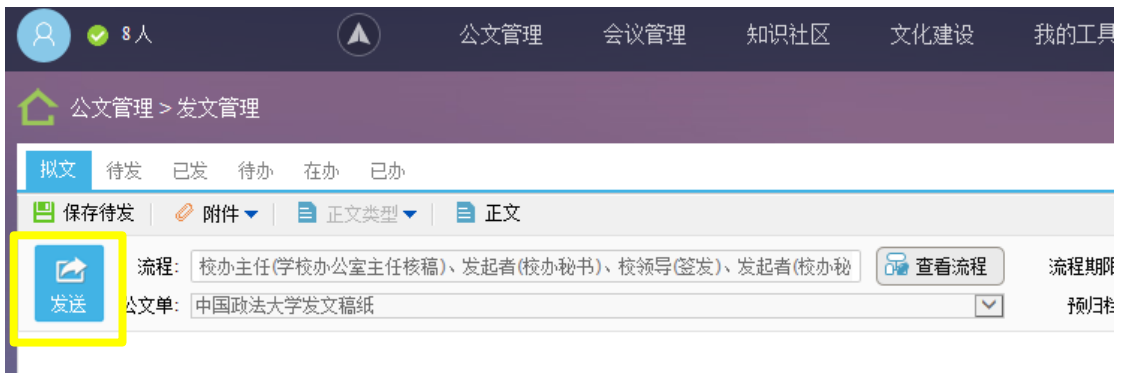 8人 公文管理 会议管理 知识社区 文化建设 我的工具
公文管理 > 发文管理
拟文 待发 已发 待办 在办 已办
保存待发 附件 正文类型 正文
发送
流程: 校办主任(学校办公室主任核稿)、发起者(校办秘书)、校领导(签发)、发起者(校办秘 查看流程 流程期限
公文单: 中国政法大学发文稿纸 预归档